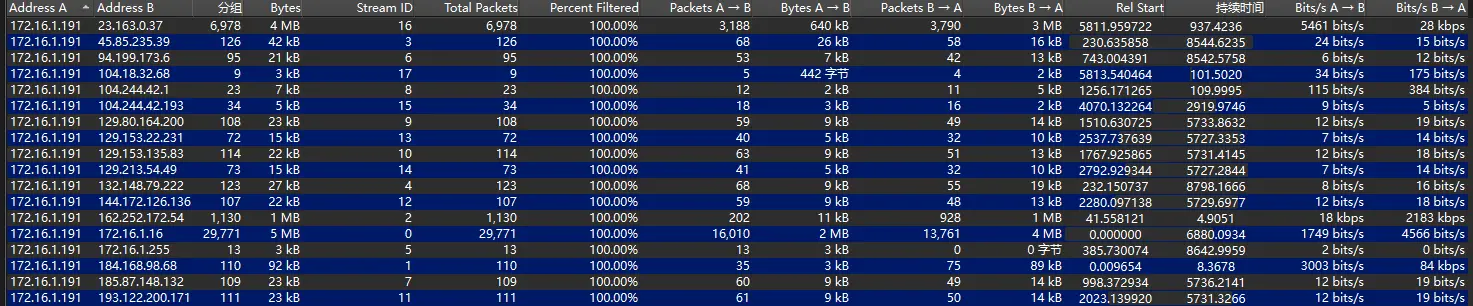 Address A Address B 分组 Bytes Stream ID Total Packets Percent Filtered Packets A → B Bytes A → B Packets B → A Bytes B → A Rel Start 持续时间 Bits/s A → B Bits/s B → A
172.16.1.191 23.163.0.37 6,978 4 MB 16 6,978 100.00% 3,188 640 kB 3,790 3 MB 5811.959722 937.4236 5461 bits/s 28 kbps
172.16.1.191 45.85.235.39 126 42 kB 3 126 100.00% 68 26 kB 58 16 kB 230.635858 8544.6235 24 bits/s 15 bits/s
172.16.1.191 94.199.173.6 95 21 kB 6 95 100.00% 53 7 kB 42 13 kB 743.004391 8542.5758 6 bits/s 12 bits/s
172.16.1.191 104.18.32.68 9 3 kB 17 9 100.00% 5 442 字节 4 2 kB 5813.540464 101.5020 34 bits/s 175 bits/s
172.16.1.191 104.244.42.1 23 7 kB 8 23 100.00% 12 2 kB 11 5 kB 1256.171265 109.9995 115 bits/s 384 bits/s
172.16.1.191 104.244.42.193 34 5 kB 15 34 100.00% 18 3 kB 16 2 kB 4070.132264 2919.9746 9 bits/s 5 bits/s
172.16.1.191 129.80.164.200 108 23 kB 9 108 100.00% 59 9 kB 49 14 kB 1510.630725 5733.8632 12 bits/s 19 bits/s
172.16.1.191 129.153.22.231 72 15 kB 13 72 100.00% 40 5 kB 32 10 kB 2537.737639 5727.3353 7 bits/s 14 bits/s
172.16.1.191 129.153.135.83 114 22 kB 10 114 100.00% 63 9 kB 51 13 kB 1767.925865 5731.4145 12 bits/s 18 bits/s
172.16.1.191 129.213.54.49 73 15 kB 14 73 100.00% 41 5 kB 32 10 kB 2792.929344 5727.2844 7 bits/s 14 bits/s
172.16.1.191 132.148.79.222 123 27 kB 4 123 100.00% 68 9 kB 55 19 kB 232.150737 8798.1666 8 bits/s 16 bits/s
172.16.1.191 144.172.126.136 107 22 kB 12 107 100.00% 59 9 kB 48 13 kB 2280.097138 5729.6977 12 bits/s 18 bits/s
172.16.1.191 162.252.172.54 1,130 1 MB 2 1,130 100.00% 202 11 kB 928 1 MB 41.558121 4.9051 18 kbps 2183 kbps
172.16.1.191 172.16.1.16 29,771 5 MB 0 29,771 100.00% 16,010 2 MB 13,761 4 MB 0.000000 6880.0934 1749 bits/s 4566 bits/s
172.16.1.191 172.16.1.255 13 3 kB 5 13 100.00% 13 3 kB 0 0 字节 385.730074 8642.9959 2 bits/s 0 bits/s
172.16.1.191 184.168.98.68 110 92 kB 1 110 100.00% 35 3 kB 75 89 kB 0.009654 8.3678 3003 bits/s 84 kbps
172.16.1.191 185.87.148.132 109 23 kB 7 109 100.00% 60 9 kB 49 14 kB 998.372934 5736.2141 12 bits/s 19 bits/s
172.16.1.191 193.122.200.171 111 23 kB 11 111 100.00% 61 9 kB 50 14 kB 2023.139920 5731.3266 12 bits/s 19 bits/s